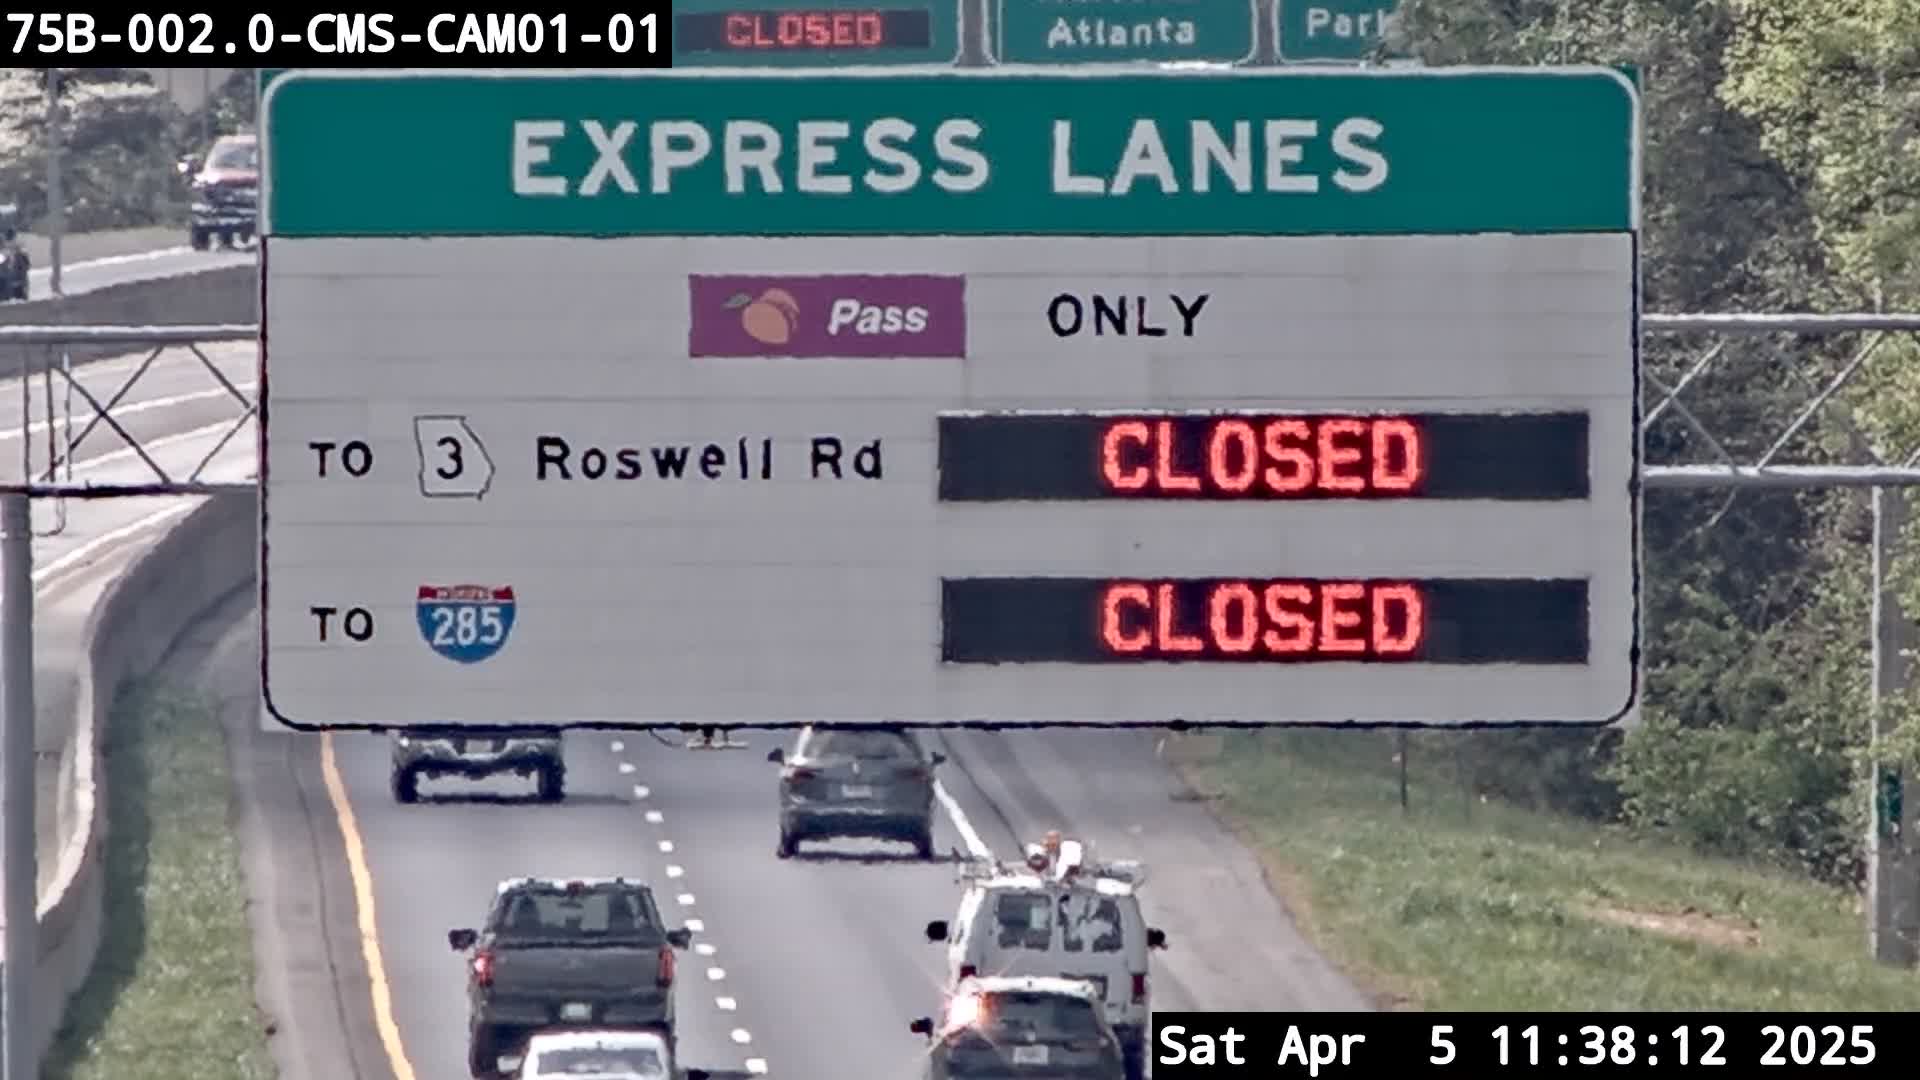 75B-002.0-CMS-CAM01-01
CLOSED
Atlanta
Park
EXPRESS LANES
Pass ONLY
TO 3 Roswell Rd CLOSED
TO 285 CLOSED
Sat Apr 5 11:38:12 2025